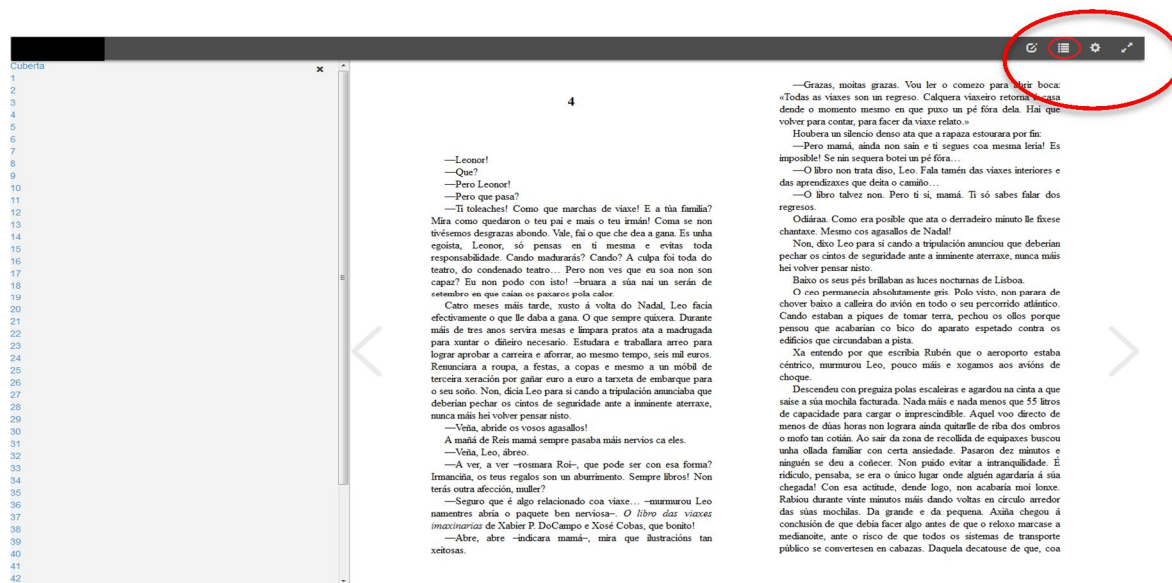 Cuberta
1
2
3
4
5
6
7
8
9
10
11
12
13
14
15
16
17
18
19
20
21
22
23
24
25
26
27
28
29
30
31
32
33
34
35
36
37
38
39
40
41
42
4
—Leonor!
—Que?
—Pero Leonor!
—Pero que pasa?
—Ti toleaches! Como que marchas de viaxe! E a túa familia?
Mira como quedaron o teu pai e mais o teu irmán! Coma se non
tivésemos desgrazas abondo. Vale, fai o que che dea a gana. Es unha
egoísta, Leonor, só pensas en ti mesma e evitas toda
responsabilidade. Cando madurarás? Cando? A culpa foi toda do
teatro, do condenado teatro… Pero non ves que eu soa non son
capaz? Eu non podo con isto! –bruara a súa nai un serán de
setembro en que caían os paxaros pola calor.
Catro meses máis tarde, xusto á volta do Nadal, Leo facía
efectivamente o que lle daba a gana. O que sempre quixera. Durante
máis de tres anos servira mesas e limpara pratos ata a madrugada
para xuntar o diñeiro necesario. Estudara e traballara arreo para
lograr aprobar a carreira e aforrar, ao mesmo tempo, seis mil euros.
Renunciara a roupa, a festas, a copas e mesmo a un móbil de
terceira xeración por gañar euro a euro a tarxeta de embarque para
o seu soño. Non, dicía Leo para si cando a tripulación anunciaba que
deberían pechar os cintos de seguridade ante a inminente aterraxe,
nunca máis hei volver pensar nisto.
—Veña, abride os vosos agasallos!
A mañá de Reis mamá sempre pasaba máis nervios ca eles.
—Veña, Leo, ábreo.
—A ver, a ver –rosmara Roi–, que pode ser con esa forma?
Irmanciña, os teus regalos son un aburrimento. Sempre libros! Non
terás outra afección, muller?
—Seguro que é algo relacionado coa viaxe… –murmurou Leo
namentres abría o paquete ben nerviosa–. O libro das viaxes
imaxinarias de Xabier P. DoCampo e Xosé Cobas, que bonito!
—Abre, abre –indicara mamá–, mira que ilustracións tan
xeitosas.
—Grazas, moitas grazas. Vou ler o comezo para abrir boca:
«Todas as viaxes son un regreso. Calquera viaxeiro retorna á casa
dende o momento mesmo en que puxo un pé fóra dela. Hai que
volver para contar, para facer da viaxe relato.»
Houbera un silencio denso ata que a rapaza estourara por fin:
—Pero mamá, aínda non saín e ti segues coa mesma leria! Es
imposible! Se nin sequera botei un pé fóra…
—O libro non trata diso, Leo. Fala tamén das viaxes interiores e
das aprendizaxes que deita o camiño…
—O libro talvez non. Pero ti si, mamá. Ti só sabes falar dos
regresos.
Odiáraa. Como era posible que ata o derradeiro minuto lle fixese
chantaxe. Mesmo cos agasallos de Nadal!
Non, dixo Leo para si cando a tripulación anunciou que deberían
pechar os cintos de seguridade ante a inminente aterraxe, nunca máis
hei volver pensar nisto.
Baixo os seus pés brillaban as luces nocturnas de Lisboa.
O ceo permanecía absolutamente gris. Polo visto, non parara de
chover baixo a calleira do avión en todo o seu percorrido atlántico.
Cando estaban a piques de tomar terra, pechou os ollos porque
pensou que acabarían co bico do aparato espetado contra os
edificios que circundaban a pista.
Xa entendo por que escribía Rubén que o aeroporto estaba
céntrico, murmurou Leo, pouco máis e xogamos aos avións de
choque.
Descendeu con preguiza polas escaleiras e agardou na cinta a que
saíse a súa mochila facturada. Nada máis e nada menos que 55 litros
de capacidade para cargar o imprescindible. Aquel voo directo de
menos de dúas horas non lograra aínda quitarlle de riba dos ombros
o mofo tan cotián. Ao saír da zona de recollida de equipaxes buscou
unha ollada familiar con certa ansiedade. Pasaron dez minutos e
ninguén se deu a coñecer. Non puido evitar a intranquilidade. É
ridículo, pensaba, se era o único lugar onde alguén agardaría á súa
chegada! Con esa actitude, dende logo, non acabaría moi lonxe.
Rabiou durante vinte minutos máis dando voltas en círculo arredor
das súas mochilas. Da grande e da pequena. Axiña chegou á
conclusión de que debía facer algo antes de que o reloxo marcase a
medianoite, ante o risco de que todos os sistemas de transporte
público se convertesen en cabazas. Daquela decatouse de que, coa